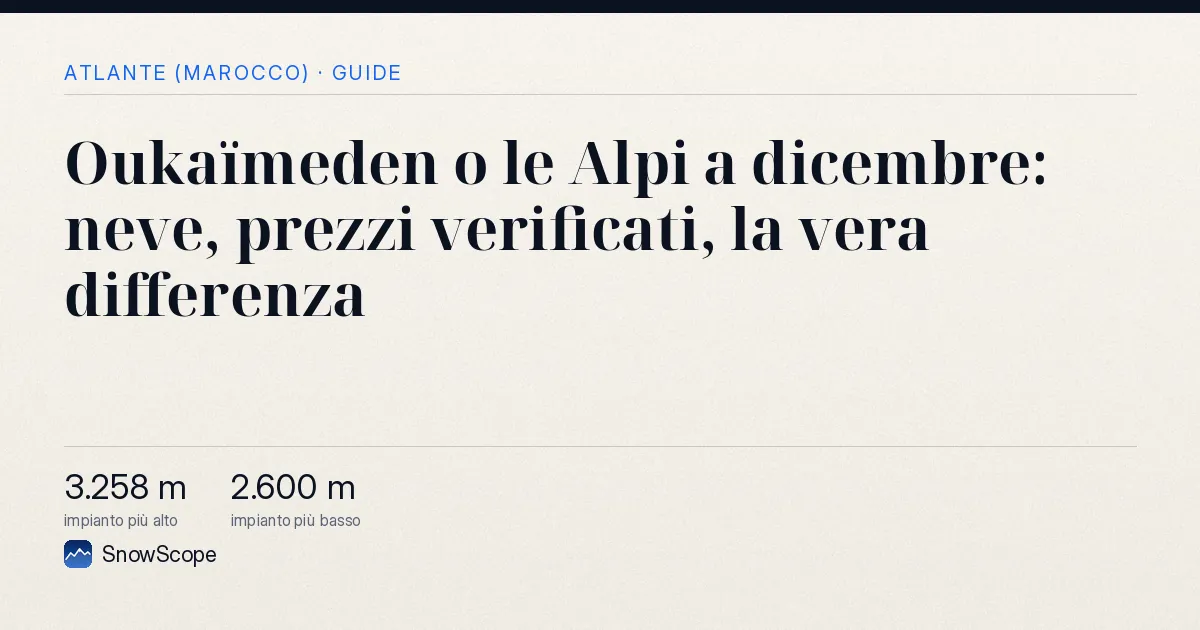 ATLANTE (MAROCCO) · GUIDE
Oukaïmeden o le Alpi a dicembre:
neve, prezzi verificati, la vera
differenza
3.258 m
2.600 m
impianto più alto
impianto più basso
SnowScope